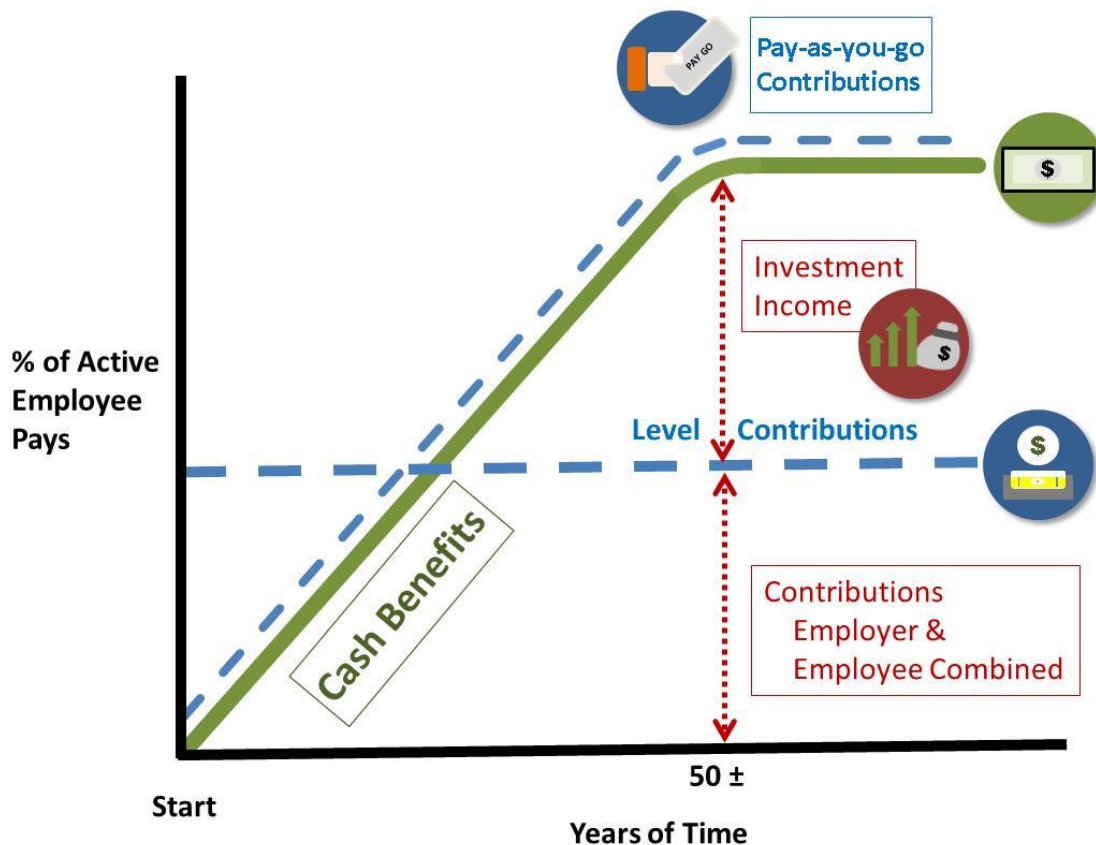 PAY GO
Pay-as-you-go
Contributions
$
Investment
Income
$
% of Active
Employee
Pays
Level Contributions
$
Cash Benefits
Contributions
Employer &
Employee Combined
50 ±
Start
Years of Time